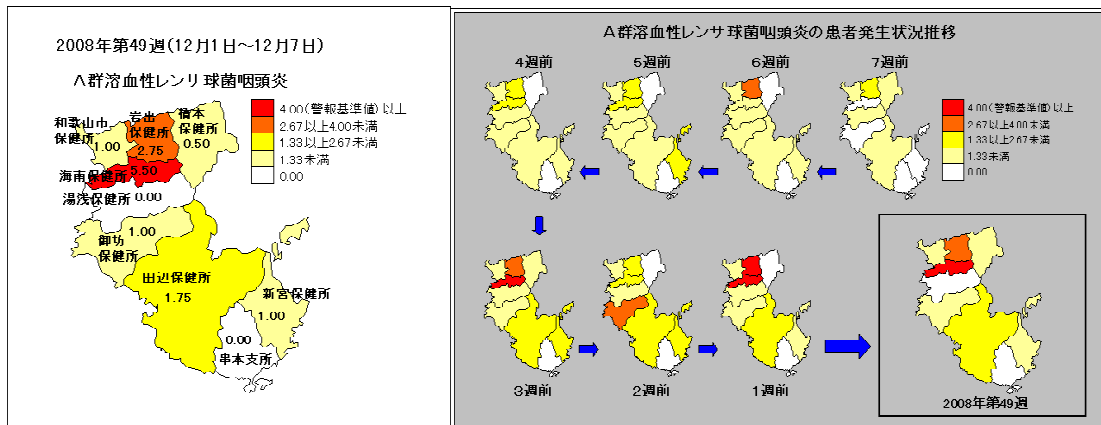 2008年第49週(12月1日～12月7日)
A群溶血性レンサ球菌咽頭炎
4.00(警報基準値)以上
2.67以上4.00未満
1.33以上2.67未満
1.33未満
0.00
和歌山市
保健所
1.00
岩出
保健所
2.75
橋本
保健所
0.50
海南保健所
5.50
湯浅保健所
0.00
御坊
保健所
1.00
田辺保健所
1.75
新宮保健所
1.00
0.00
串本支所
A群溶血性レンサ球菌咽頭炎の患者発生状況推移
4週前
5週前
6週前
7週前
4.00(警報基準値)以上
2.67以上4.00未満
1.33以上2.67未満
1.33未満
0.00
3週前
2週前
1週前
2008年第49週